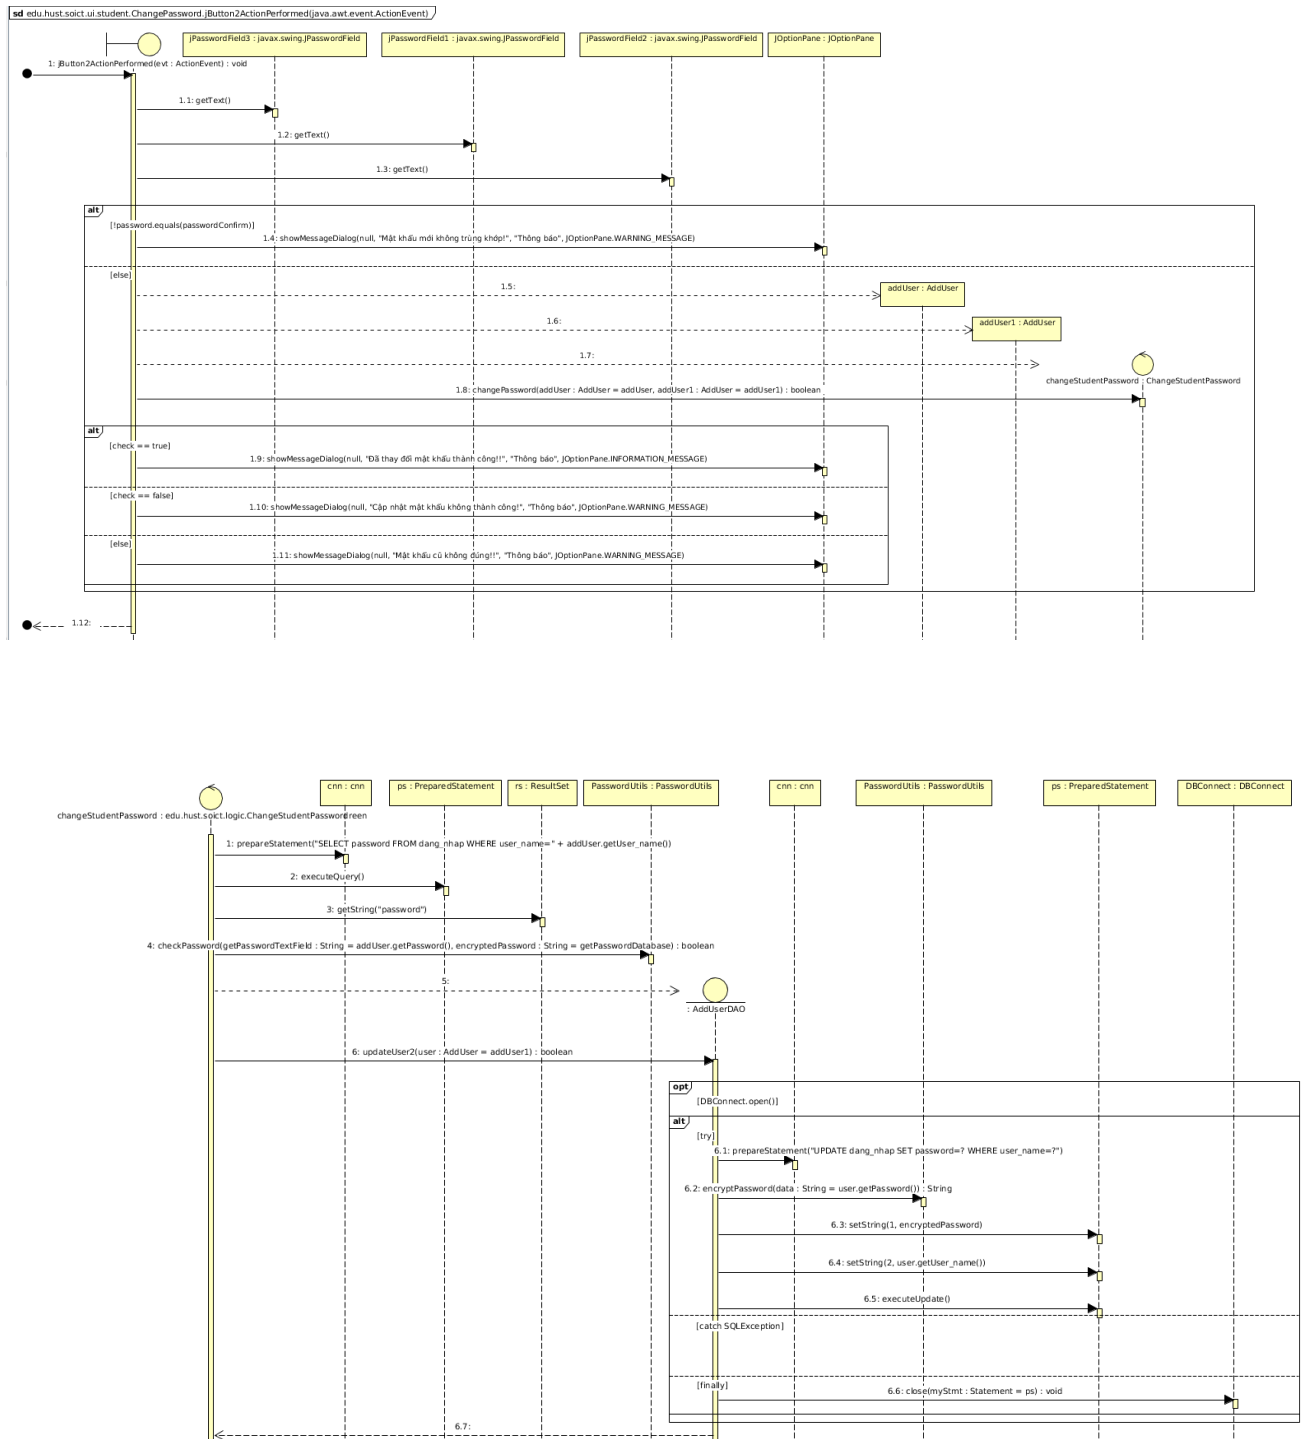 sd edu.hust.soict.ui.student.ChangePassword.jButton2ActionPerformed(java.awt.event.ActionEvent)
jPasswordField3 : javax.swing.JPasswordField
jPasswordField1 : javax.swing.JPasswordField
jPasswordField2 : javax.swing.JPasswordField
JOptionPane : JOptionPane
1: jButton2ActionPerformed(evt : ActionEvent) : void
1.1: getText()
1.2: getText()
1.3: getText()
alt
[!password.equals(passwordConfirm)]
1.4: showMessageDialog(null, "Mật khẩu mới không trùng khớp!", "Thông báo", JOptionPane.WARNING_MESSAGE)
[else]
1.5:
addUser : AddUser
1.6:
addUser1 : AddUser
1.7:
changeStudentPassword : ChangeStudentPassword
1.8: changePassword(addUser : AddUser = addUser, addUser1 : AddUser = addUser1) : boolean
alt
[check == true]
1.9: showMessageDialog(null, "Đã thay đổi mật khẩu thành công!!", "Thông báo", JOptionPane.INFORMATION_MESSAGE)
[check == false]
1.10: showMessageDialog(null, "Cập nhật mật khẩu không thành công!", "Thông báo", JOptionPane.WARNING_MESSAGE)
[else]
1.11: showMessageDialog(null, "Mật khẩu cũ không đúng!!", "Thông báo", JOptionPane.WARNING_MESSAGE)
1.12:
cnn : cnn
ps : PreparedStatement
rs : ResultSet
PasswordUtils : PasswordUtils
cnn : cnn
PasswordUtils : PasswordUtils
ps : PreparedStatement
DBConnect : DBConnect
changeStudentPassword : edu.hust.soict.logic.ChangeStudentPasswordreen
1: prepareStatement("SELECT password FROM dang_nhap WHERE user_name=" + addUser.getUser_name())
2: executeQuery()
3: getString("password")
4: checkPassword(getPasswordTextField : String = addUser.getPassword(), encryptedPassword : String = getPasswordDatabase) : boolean
5:
: AddUserDAO
6: updateUser2(user : AddUser = addUser1) : boolean
opt
[DBConnect.open()]
alt
[try]
6.1: prepareStatement("UPDATE dang_nhap SET password=? WHERE user_name=?")
6.2: encryptPassword(data : String = user.getPassword()) : String
6.3: setString(1, encryptedPassword)
6.4: setString(2, user.getUser_name())
6.5: executeUpdate()
[catch SQLException]
[finally]
6.6: close(myStmt : Statement = ps) : void
6.7: